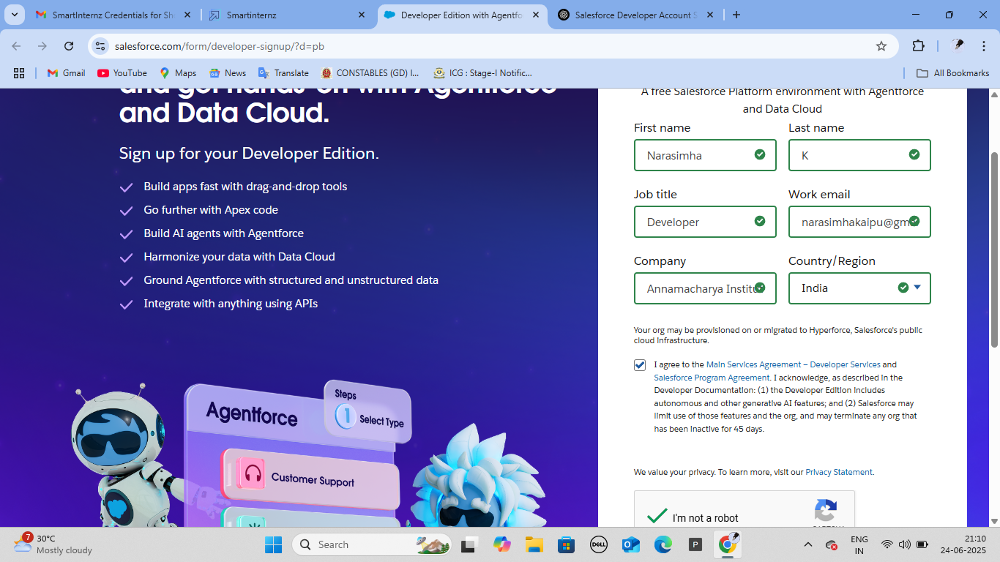 SmartInternz Credentials for Sh
Smartinternz
Developer Edition with Agentfo
Salesforce Developer Account S
salesforce.com/form/developer-signup/?d=pb
Gmail
YouTube
Maps
News
Translate
CONSTABLES (GD) I...
ICG : Stage-I Notific...
All Bookmarks
and get hands-on with Agentforce
and Data Cloud.
Sign up for your Developer Edition.
Build apps fast with drag-and-drop tools
Go further with Apex code
Build AI agents with Agentforce
Harmonize your data with Data Cloud
Ground Agentforce with structured and unstructured data
Integrate with anything using APIs
Agentforce
Steps
1 Select Type
Customer Support
A free Salesforce Platform environment with Agentforce
and Data Cloud
First name
Last name
Narasimha
K
Job title
Work email
Developer
narasimhakaipu@gm
Company
Country/Region
Annamacharya Institu
India
Your org may be provisioned on or migrated to Hyperforce, Salesforce's public
cloud infrastructure.
I agree to the Main Services Agreement – Developer Services and
Salesforce Program Agreement. I acknowledge, as described in the
Developer Documentation: (1) the Developer Edition includes
autonomous and other generative AI features; and (2) Salesforce may
limit use of those features and the org, and may terminate any org that
has been inactive for 45 days.
We value your privacy. To learn more, visit our Privacy Statement.
I'm not a robot
7
30°C
Mostly cloudy
Search
DELL
P
ENG
IN
21:10
24-06-2025